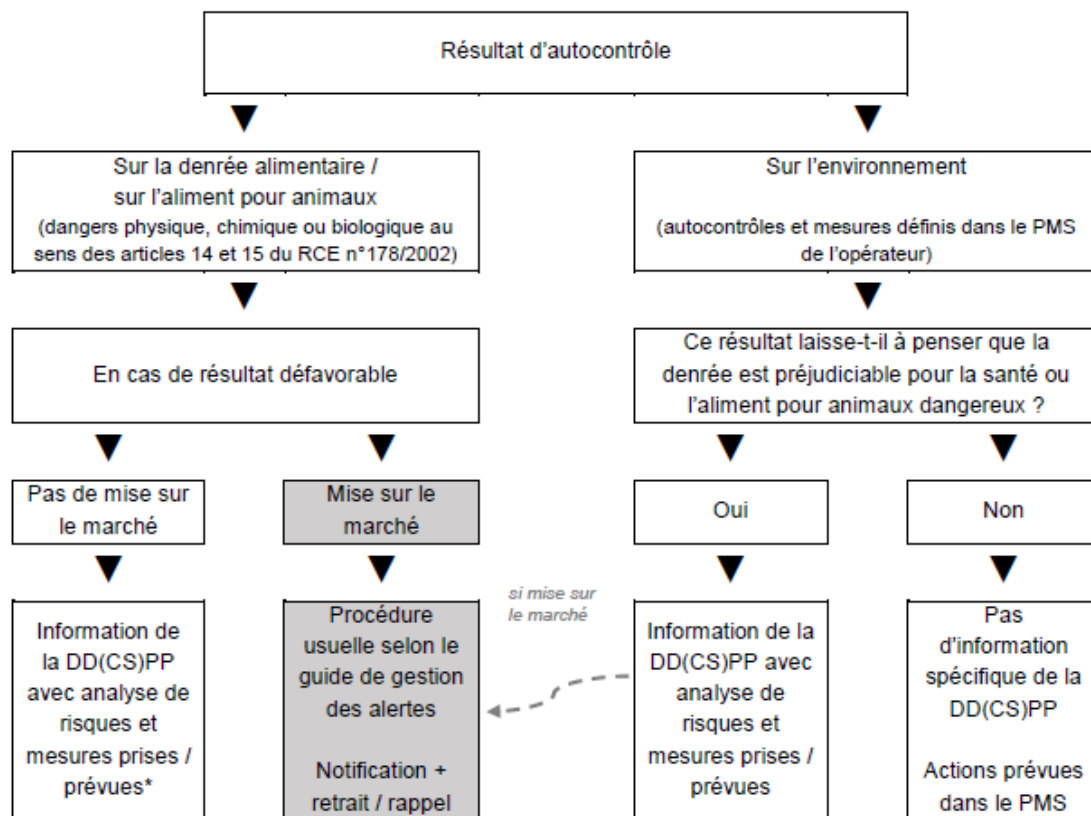 Résultat d'autocontrôle
Sur la denrée alimentaire /
sur l'aliment pour animaux
(dangers physique, chimique ou biologique au
sens des articles 14 et 15 du RCE n°178/2002)
Sur l'environnement
(autocontrôles et mesures définis dans le PMS
de l'opérateur)
En cas de résultat défavorable
Ce résultat laisse-t-il à penser que la
denrée est préjudiciable pour la santé ou
l'aliment pour animaux dangereux ?
Pas de mise sur
le marché
Mise sur le
marché
Oui
Non
Information de
la DD(CS)PP
avec analyse de
risques et
mesures prises /
prévues*
Procédure
usuelle selon le
guide de gestion
des alertes
Notification +
retrait / rappel
si mise sur
le marché
Information de la
DD(CS)PP avec
analyse de
risques et
mesures prises /
prévues
Pas
d'information
spécifique de la
DD(CS)PP
Actions prévues
dans le PMS